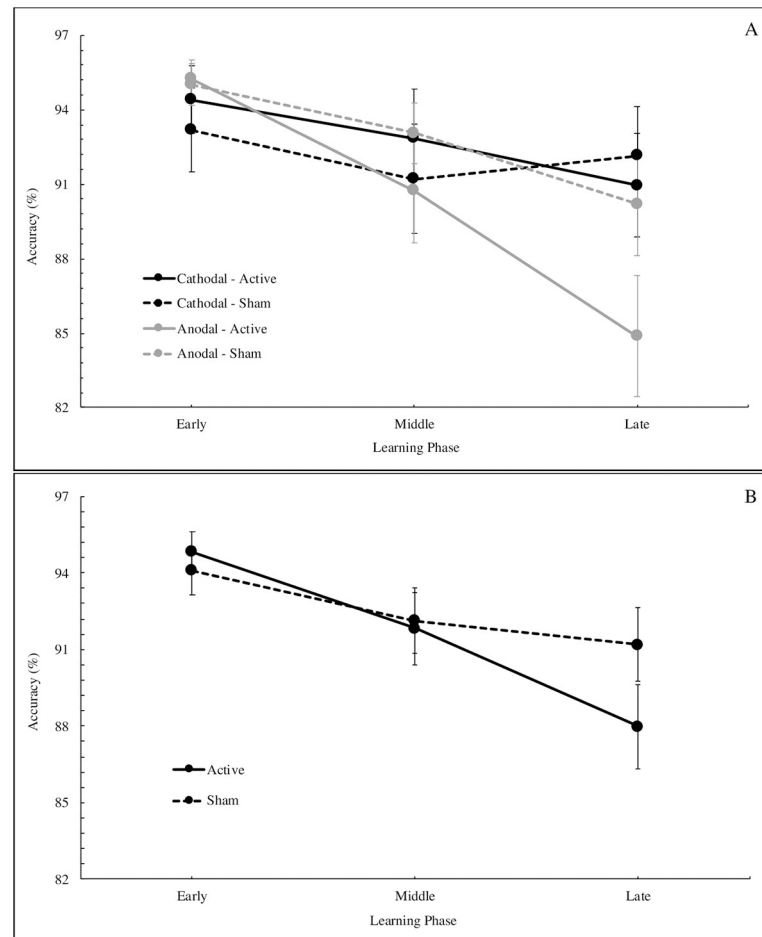 A
97
94
91
88
85
82
Accuracy (%)
Cathodal - Active
Cathodal - Sham
Anodal - Active
Anodal - Sham
Early
Middle
Late
Learning Phase
B
97
94
91
88
85
82
Accuracy (%)
Active
Sham
Early
Middle
Late
Learning Phase